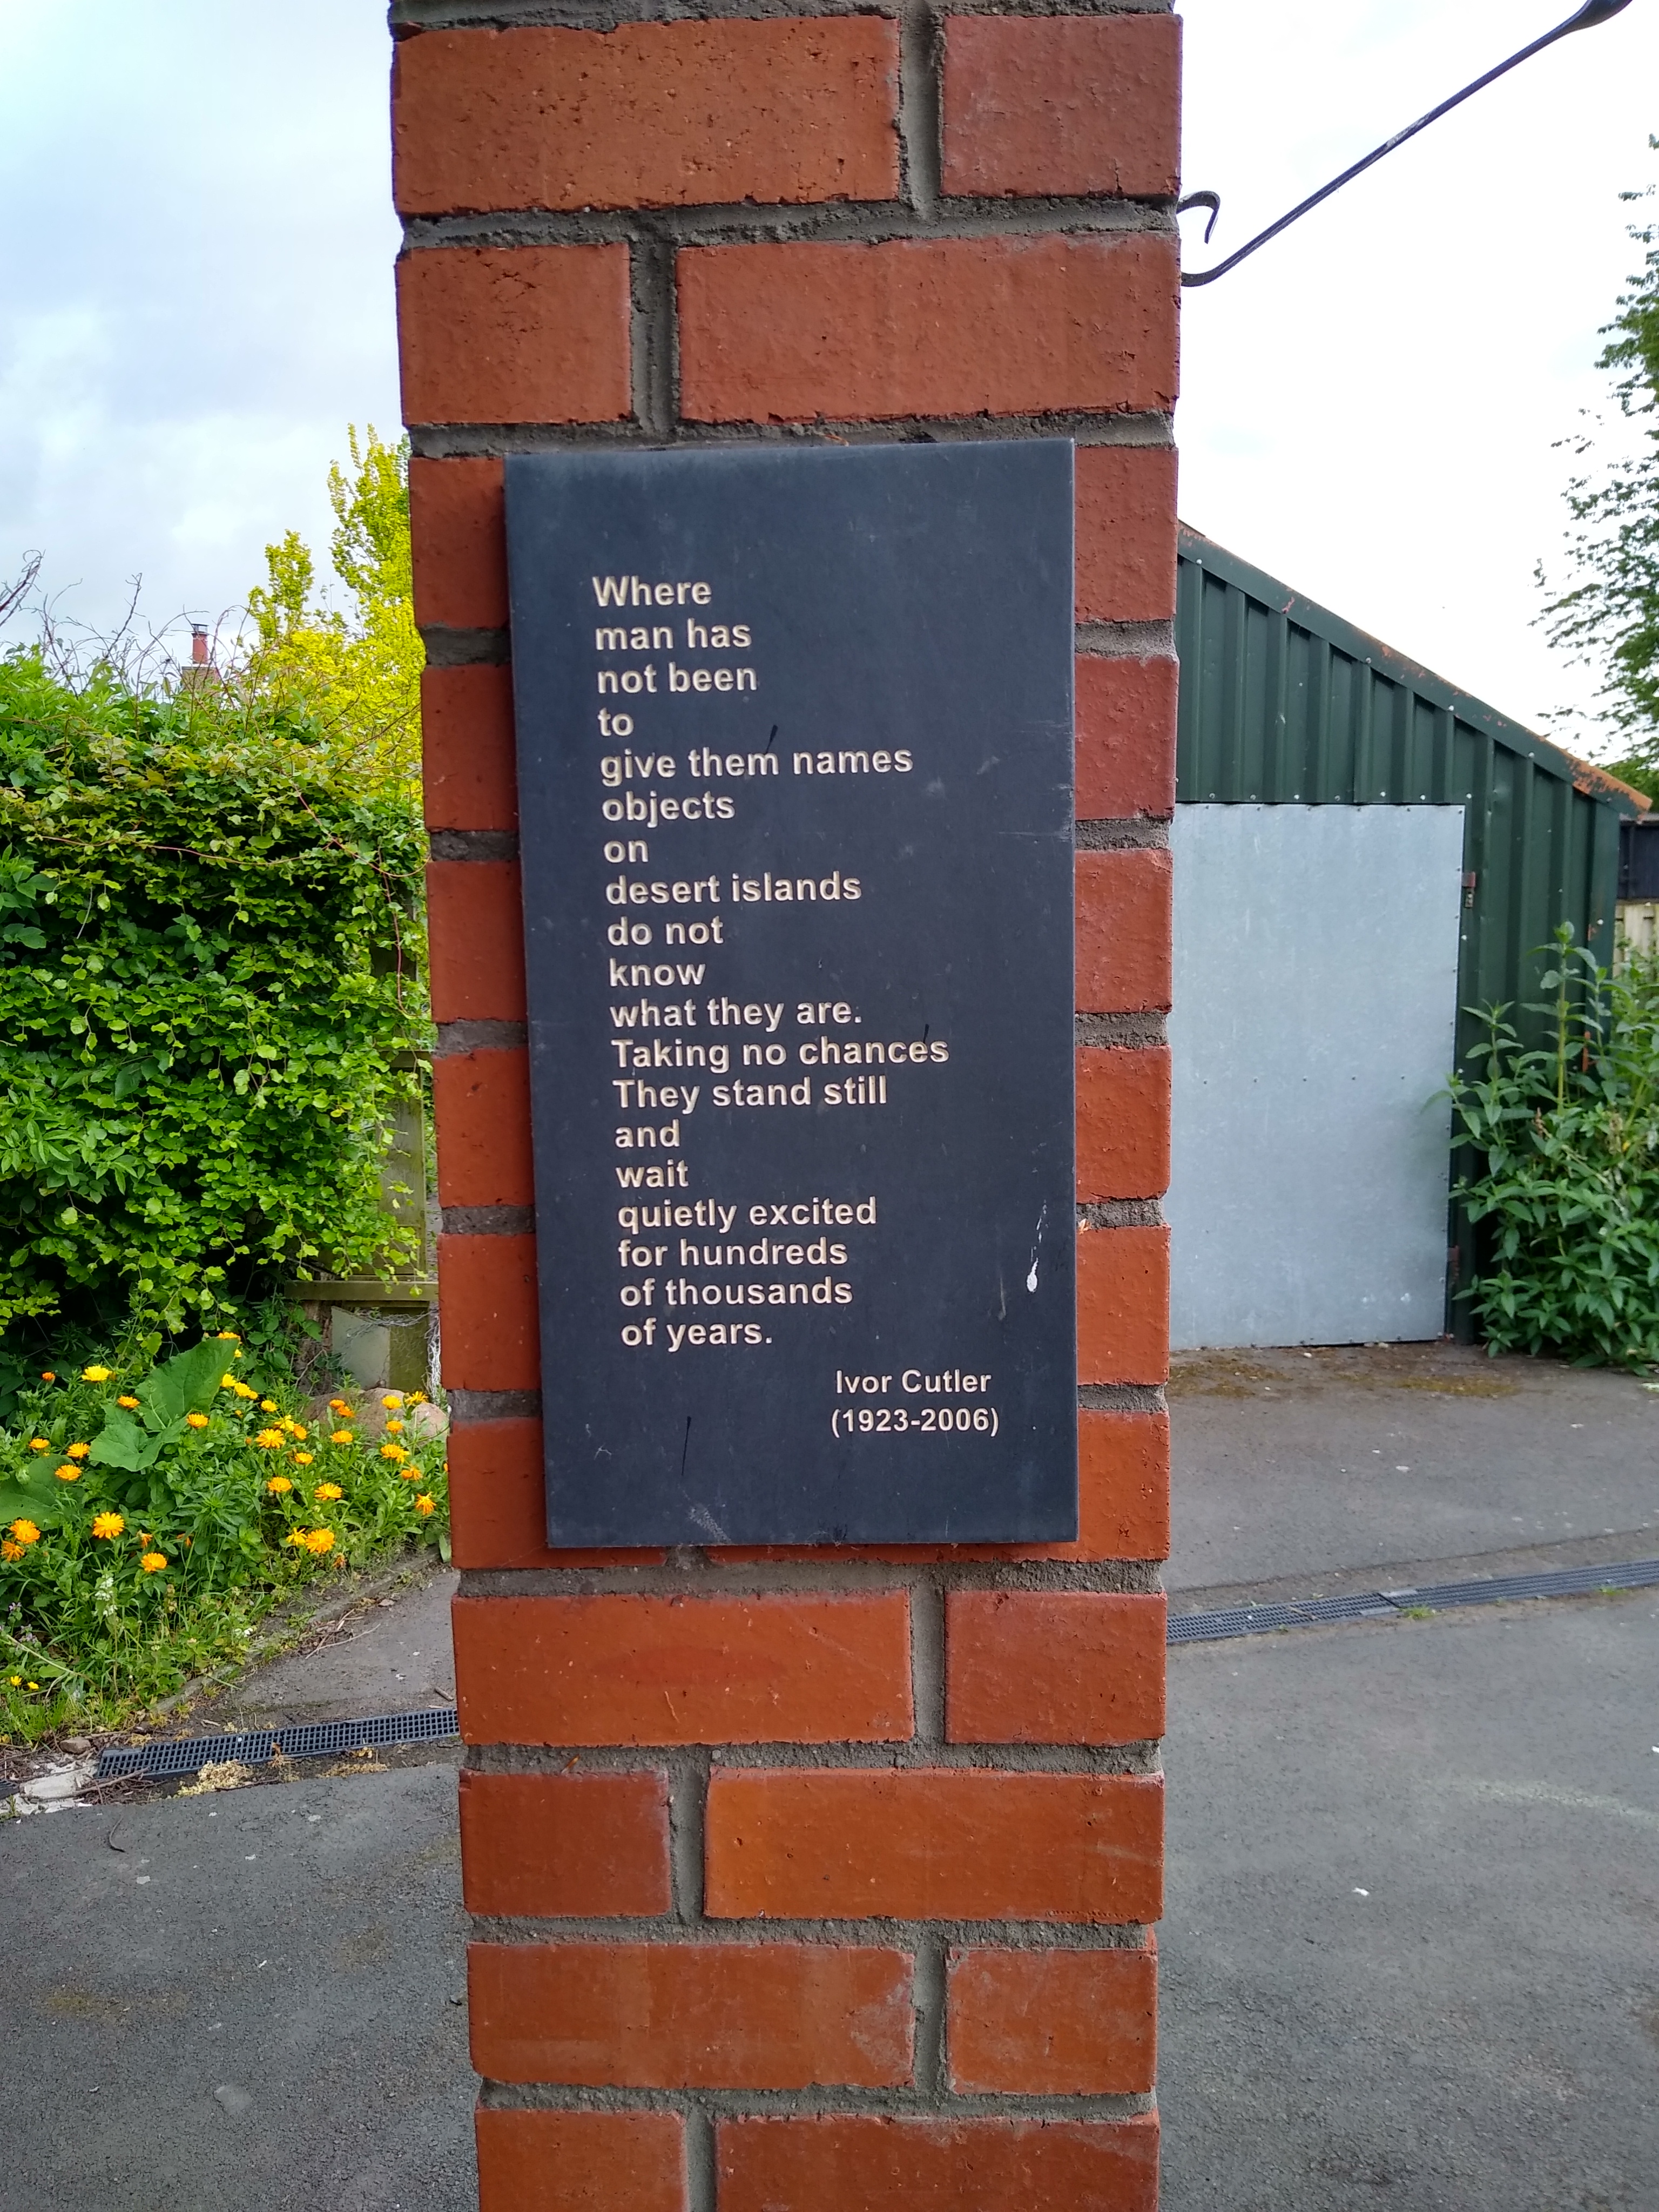 Where
man has
not been
to
give them names
objects
on
desert islands
do not
know
what they are.
Taking no chances
They stand still
and
wait
quietly excited
for hundreds
of thousands
of years.
Ivor Cutler
(1923-2006)